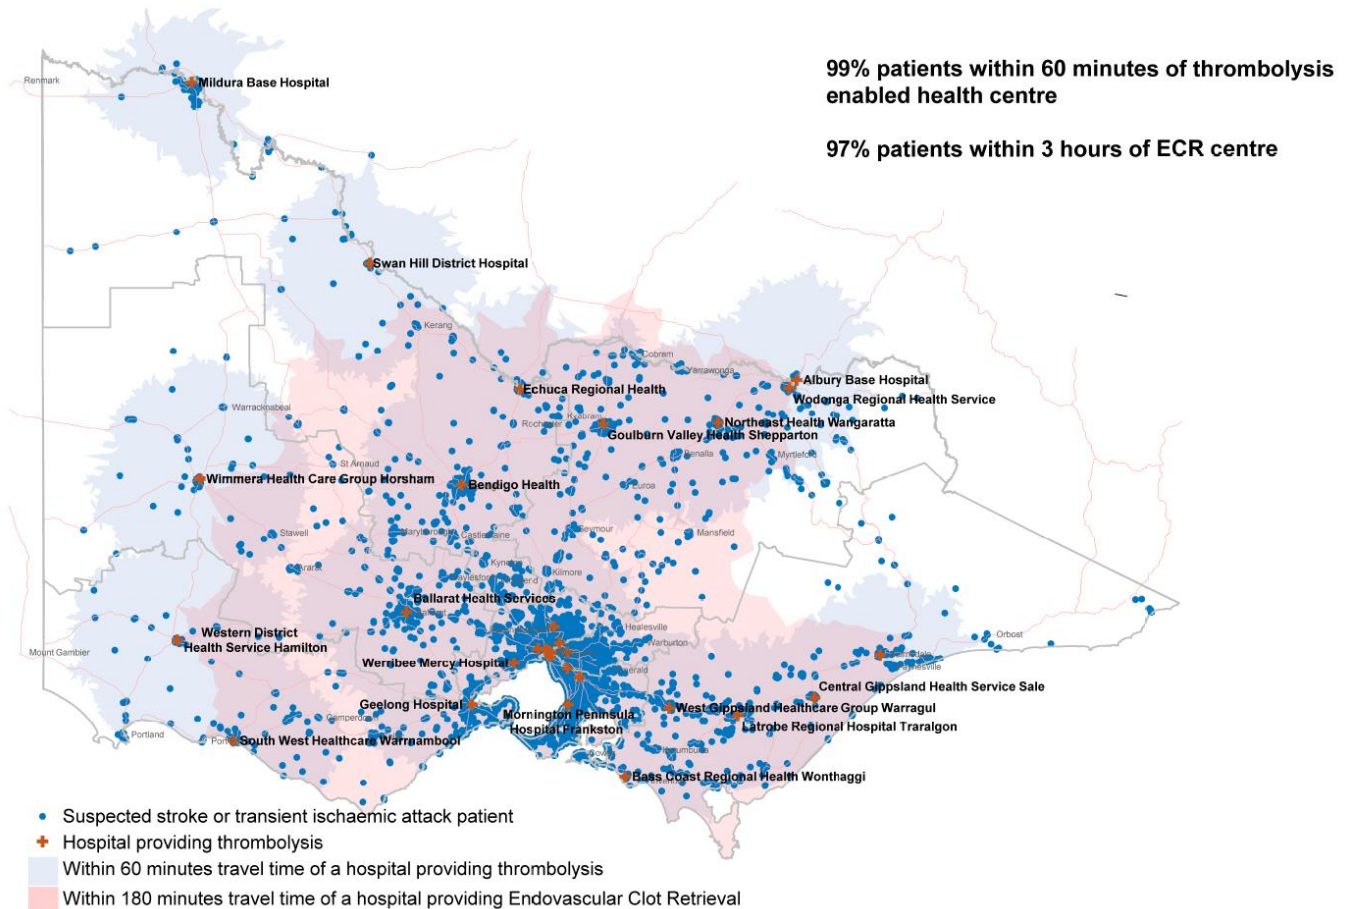 99% patients within 60 minutes of thrombolysis
enabled health centre
97% patients within 3 hours of ECR centre
Renmark
Mildura Base Hospital
Swan Hill District Hospital
Kerang
Cobram
Yarrawonga
Albury Base Hospital
Echuca Regional Health
Wodonga Regional Health Service
Warracknabeal
Kyabram
Rochester
Northeast Health Wangaratta
Goulburn Valley Health Shepparton
Benalla
Myrtleford
St Arnaud
Wimmera Health Care Group Horsham
Bendigo Health
Euroa
Stawell
Maryborough
Castlemaine
Seymour
Mansfield
Ararat
Kyneton
Kilmore
Daylesford
Ballarat Health Services
Healesville
Western District
Health Service Hamilton
Warburton
Orbost
Mount Gambier
Werribee Mercy Hospital
Central Gippsland Health Service Sale
Geelong Hospital
West Gippsland Healthcare Group Warragul
Mornington Peninsula
Hospital Frankston
Camperdown
Latrobe Regional Hospital Traralgon
Portland
South West Healthcare Warrnambool
Bass Coast Regional Health Wonthaggi
Suspected stroke or transient ischaemic attack patient
Hospital providing thrombolysis
Within 60 minutes travel time of a hospital providing thrombolysis
Within 180 minutes travel time of a hospital providing Endovascular Clot Retrieval